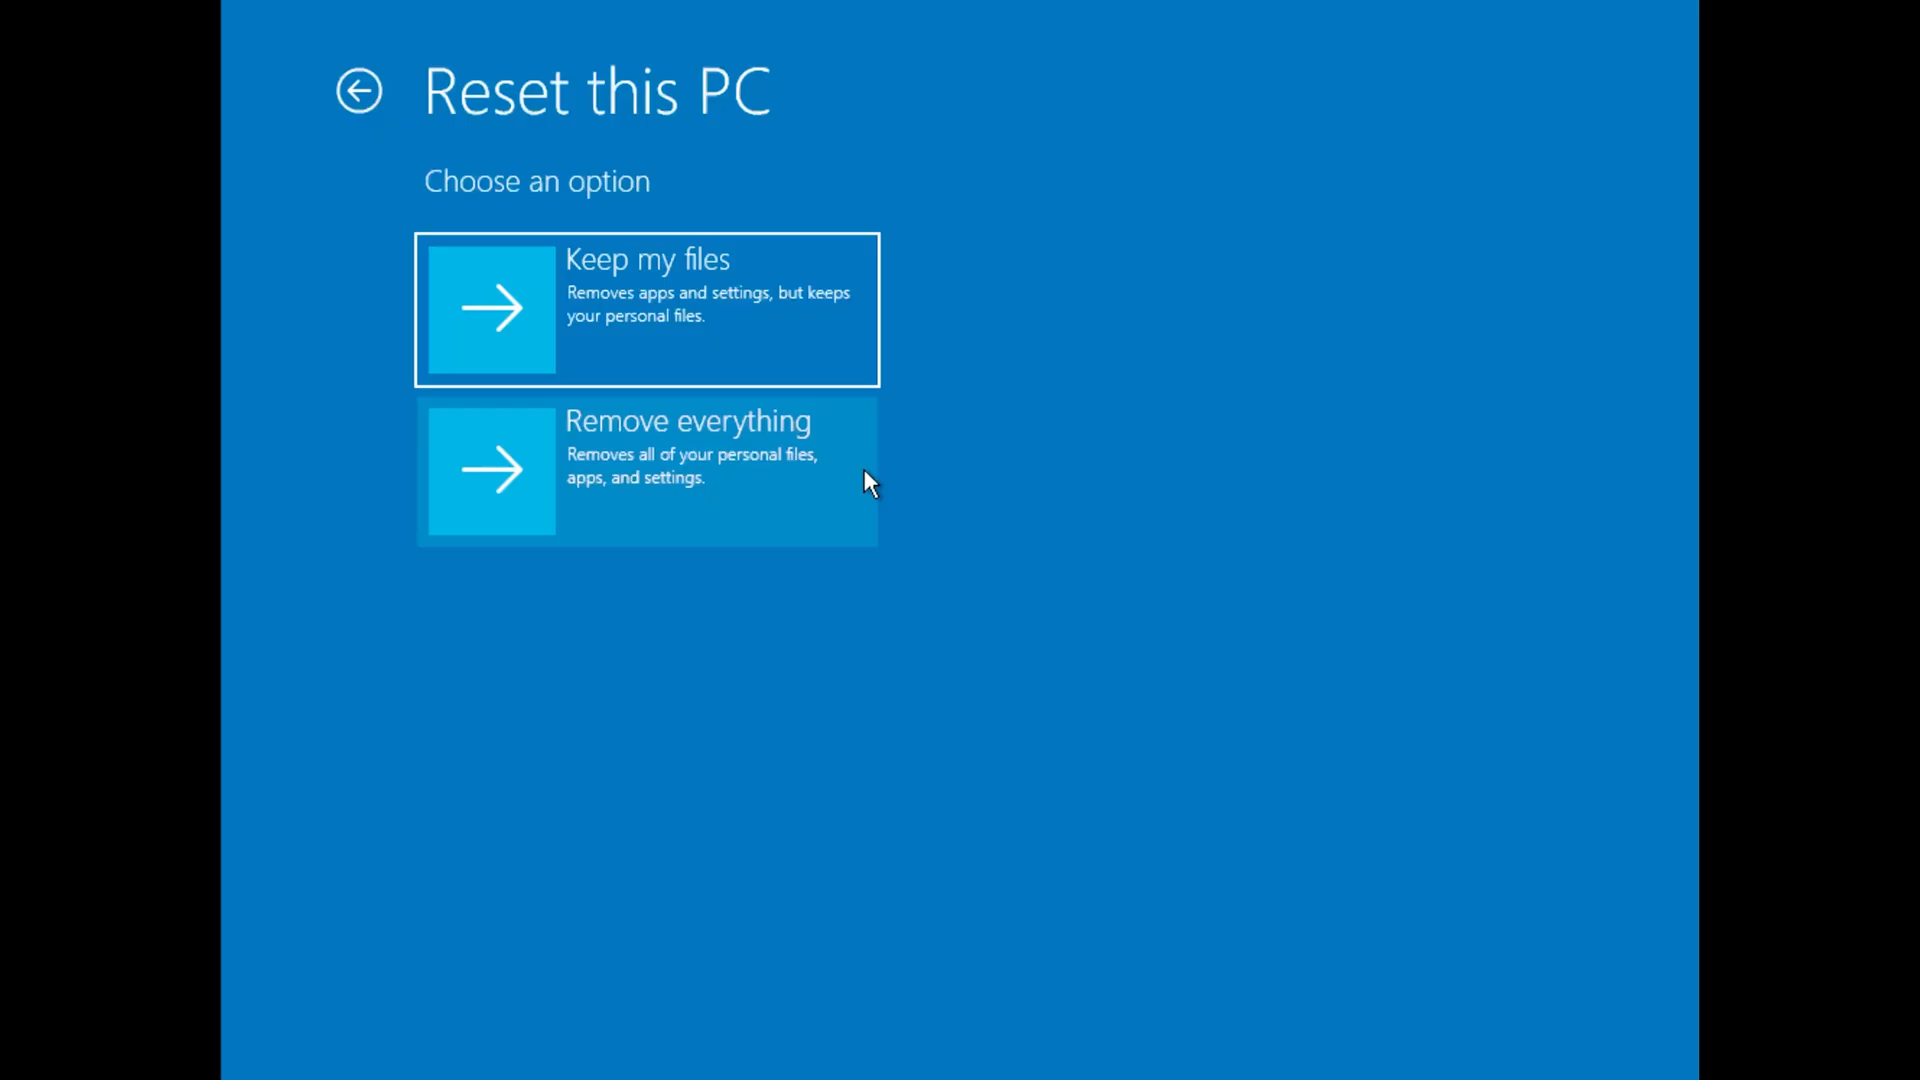 Reset this PC
Choose an option
Keep my files
Removes apps and settings, but keeps
your personal files.
Remove everything
Removes all of your personal files,
apps, and settings.